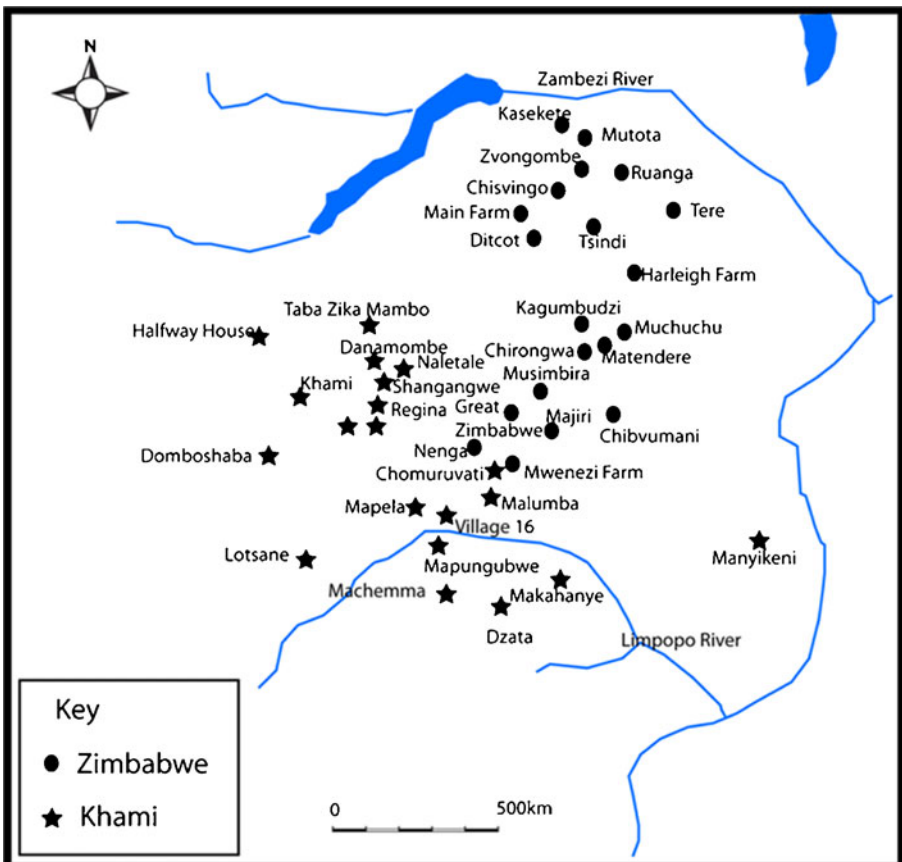 N
Zambezi River
Kasekete
Mutota
Zvongombe
Ruanga
Chisvingo
Main Farm
Tere
Ditcot
Tsindi
Harleigh Farm
Taba Zika Mambo
Kagumbudzi
Halfway House
Muchuchu
Danamombe
Chirongwa
Matendere
Naletale
Musimbira
Khami
Shangangwe
Regina
Great
Zimbabwe
Majiri
Chibvumani
Nenga
Domboshaba
Chomuruvati
Mwenezi Farm
Mapela
Malumba
Village 16
Lotsane
Manyikeni
Mapungubwe
Machemma
Makahanye
Dzata
Limpopo River
Key
Zimbabwe
Khami
0
500km